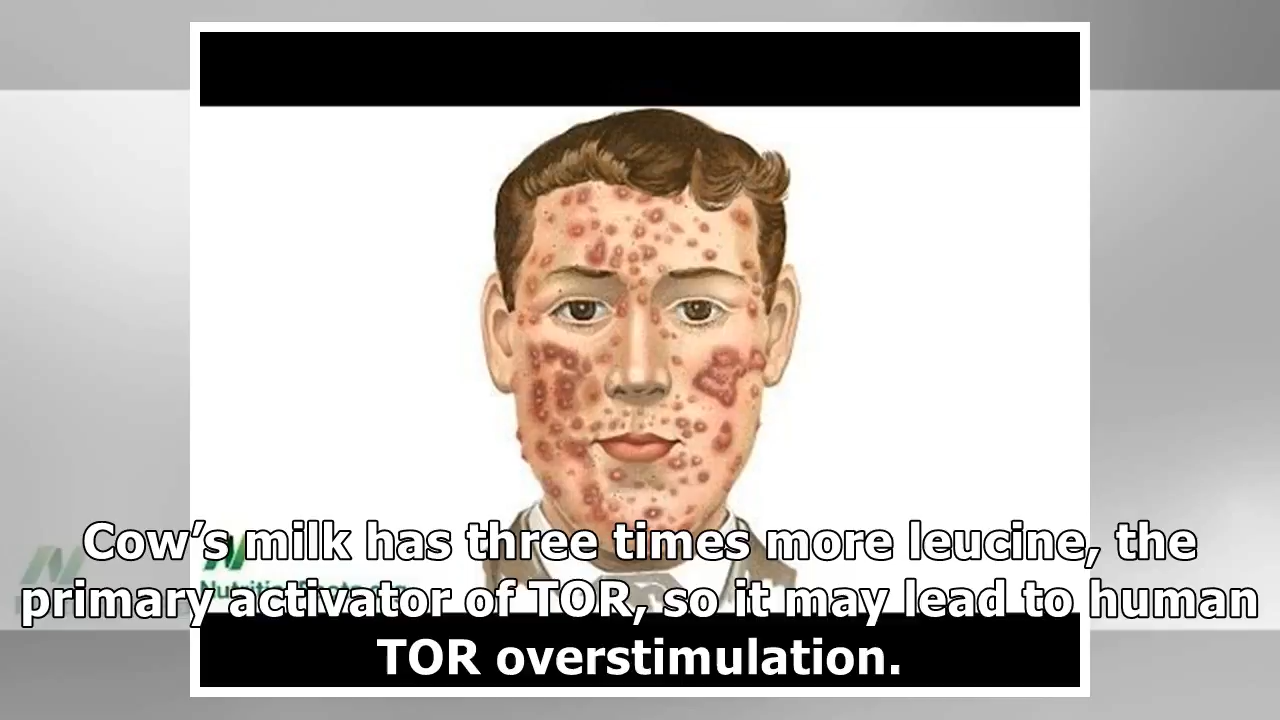 Cow’s milk has three times more leucine, the
primary activator of TOR, so it may lead to human
TOR overstimulation.